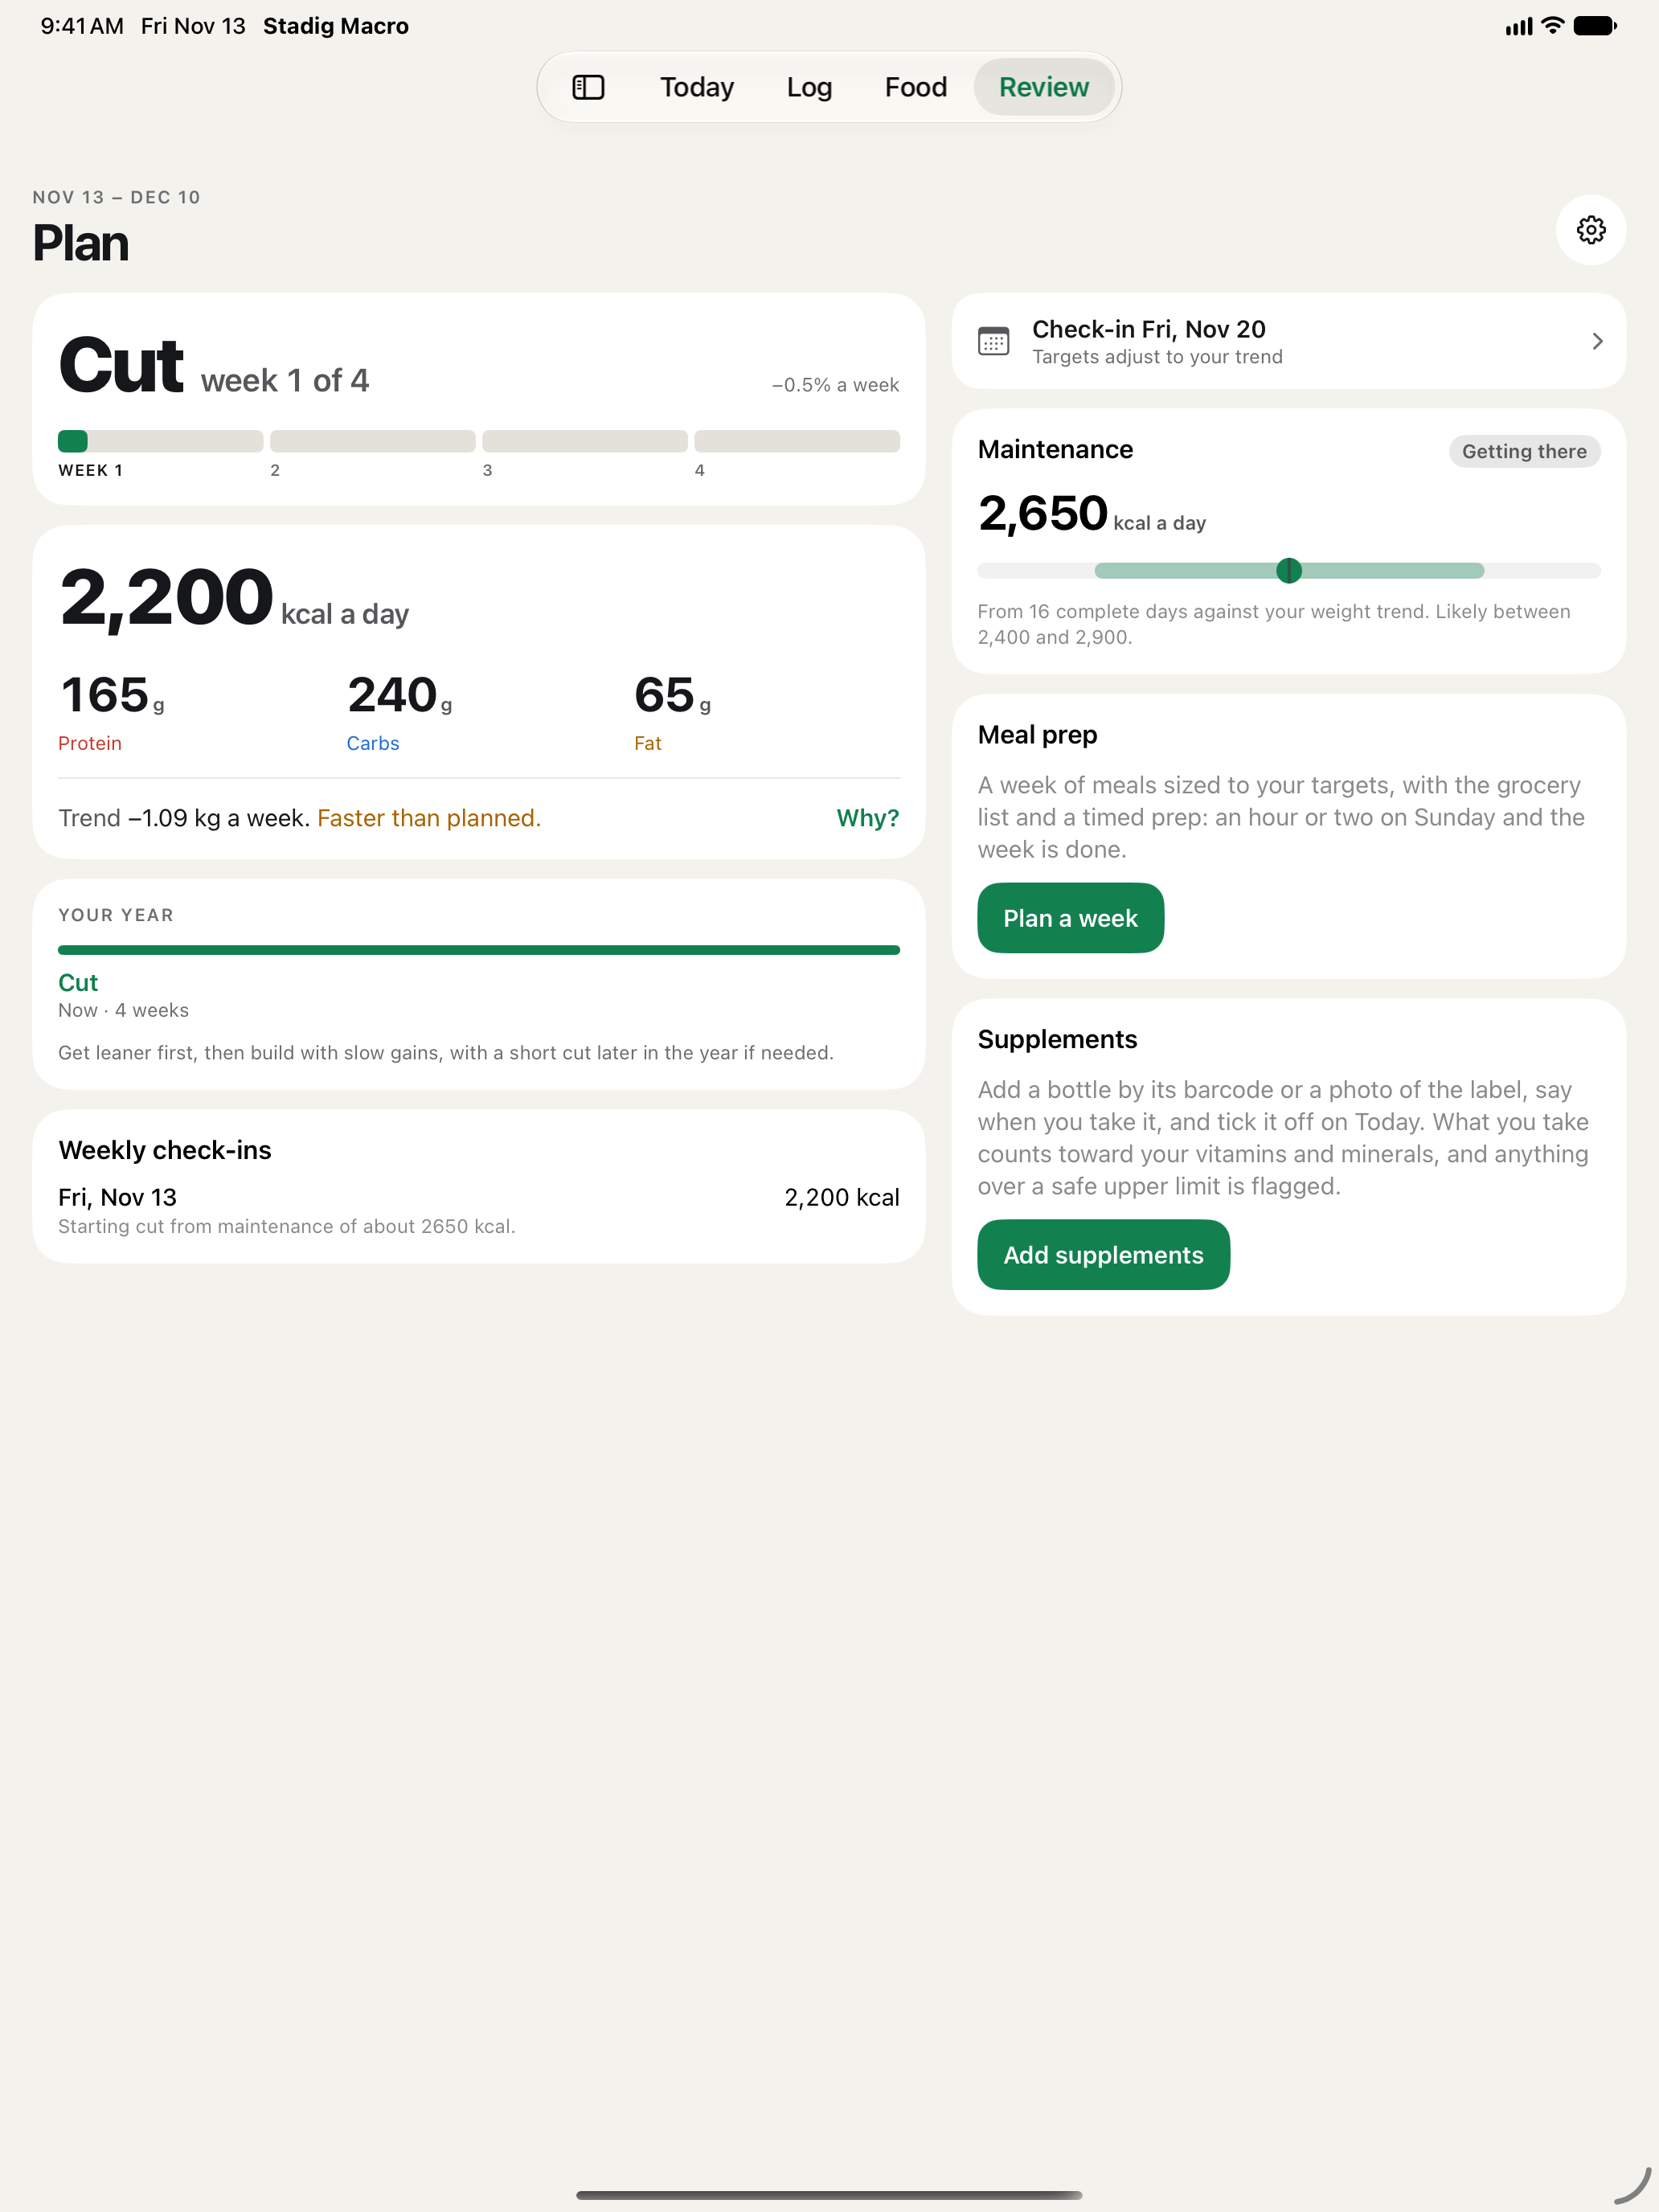 9:41 AM Fri Nov 13 Stadig Macro
Today Log Food Review
NOV 13 – DEC 10
Plan
Cut week 1 of 4
–0.5% a week
WEEK 1 2 3 4
2,200 kcal a day
165 g 240 g 65 g
Protein Carbs Fat
Trend –1.09 kg a week. Faster than planned. Why?
YOUR YEAR
Cut
Now · 4 weeks
Get leaner first, then build with slow gains, with a short cut later in the year if needed.
Weekly check-ins
Fri, Nov 13 2,200 kcal
Starting cut from maintenance of about 2650 kcal.
Check-in Fri, Nov 20
Targets adjust to your trend
Maintenance Getting there
2,650 kcal a day
From 16 complete days against your weight trend. Likely between
2,400 and 2,900.
Meal prep
A week of meals sized to your targets, with the grocery
list and a timed prep: an hour or two on Sunday and the
week is done.
Plan a week
Supplements
Add a bottle by its barcode or a photo of the label, say
when you take it, and tick it off on Today. What you take
counts toward your vitamins and minerals, and anything
over a safe upper limit is flagged.
Add supplements